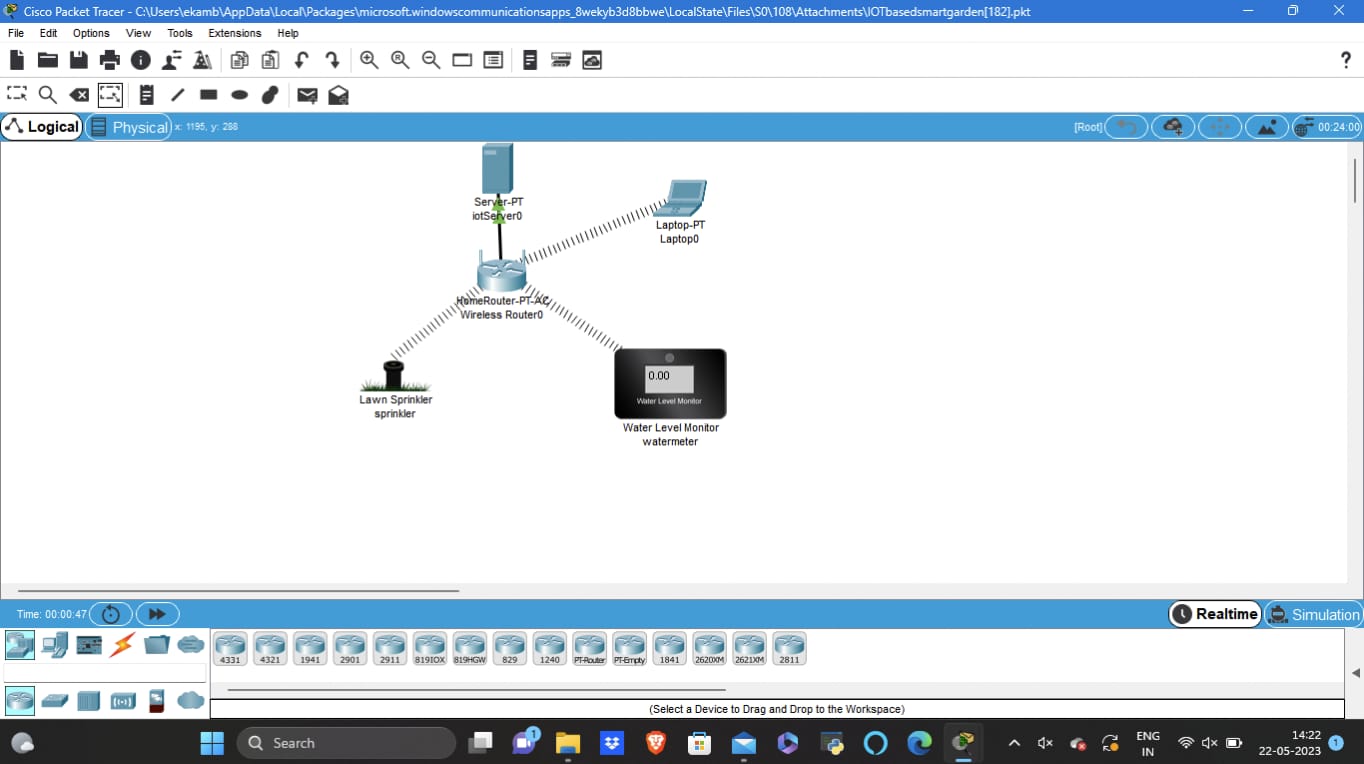 Cisco Packet Tracer - C:\Users\ekamb\AppData\Local\Packages\microsoft.windowscommunicationsapps_8wekyb3d8bbwe\LocalState\Files\S0\108\Attachments\IOTbasedsmartgarden[182].pkt
File Edit Options View Tools Extensions Help
?
Logical Physical x: 1195, y: 288 [Root] 00:24:00
Server-PT
iotServer0
Laptop-PT
Laptop0
HomeRouter-PT-AC
Wireless Router0
0.00
Water Level Monitor
Lawn Sprinkler
sprinkler
Water Level Monitor
watermeter
Time: 00:00:47 Realtime Simulation
4331 4321 1941 2901 2911 819IOX 819HGW 829 1240 PT-Router PT-Empty 1841 2620XM 2621XM 2811
(Select a Device to Drag and Drop to the Workspace)
Search
1
ENG
IN
14:22
22-05-2023
1